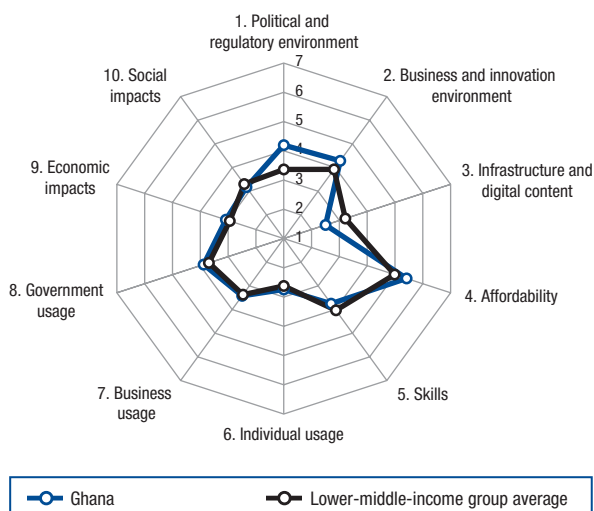 1. Political and
regulatory environment
7
10. Social
impacts
6
2. Business and innovation
environment
5
4
9. Economic
impacts
3
3. Infrastructure and
digital content
2
1
8. Government
usage
4. Affordability
7. Business
usage
5. Skills
6. Individual usage
Ghana
Lower-middle-income group average